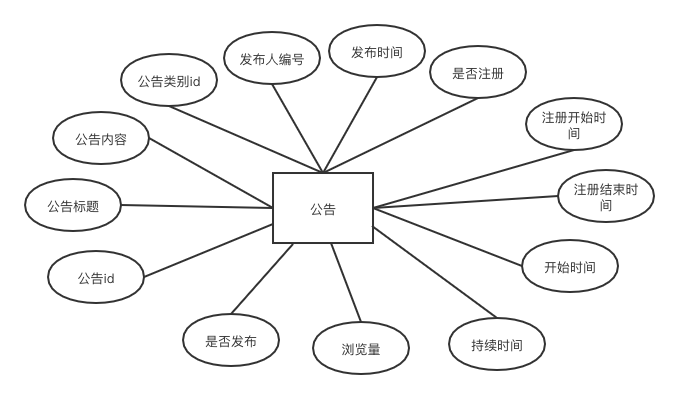 发布时间
发布人编号
是否注册
公告类别id
注册开始时
间
公告内容
注册结束时
间
公告标题
公告
开始时间
公告id
是否发布
浏览量
持续时间